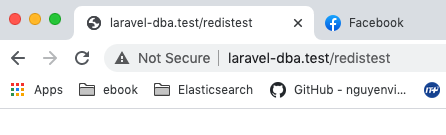 laravel-dba.test/redistest Facebook
Not Secure laravel-dba.test/redistest
Apps ebook Elasticsearch GitHub - nguyenvi...